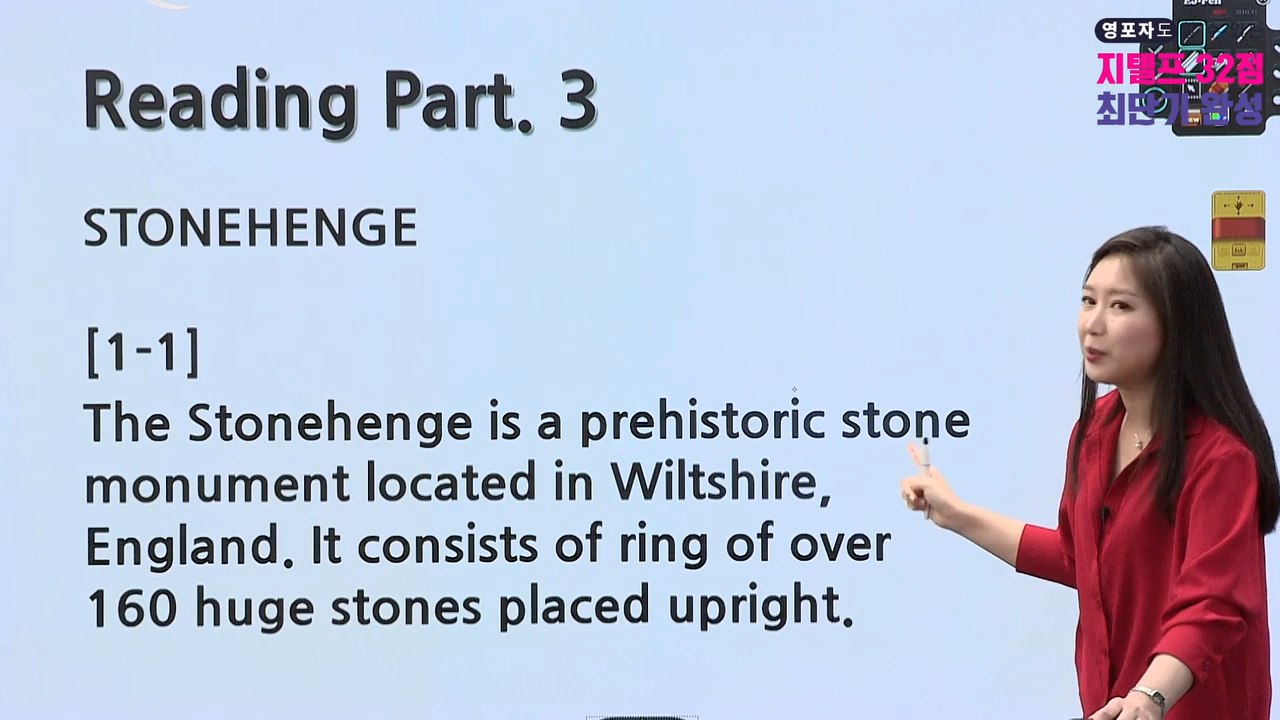 영포자도
지텔프 32점
최단기 완성
Reading Part. 3
STONEHENGE
[1-1]
The Stonehenge is a prehistoric stone
monument located in Wiltshire,
England. It consists of ring of over
160 huge stones placed upright.